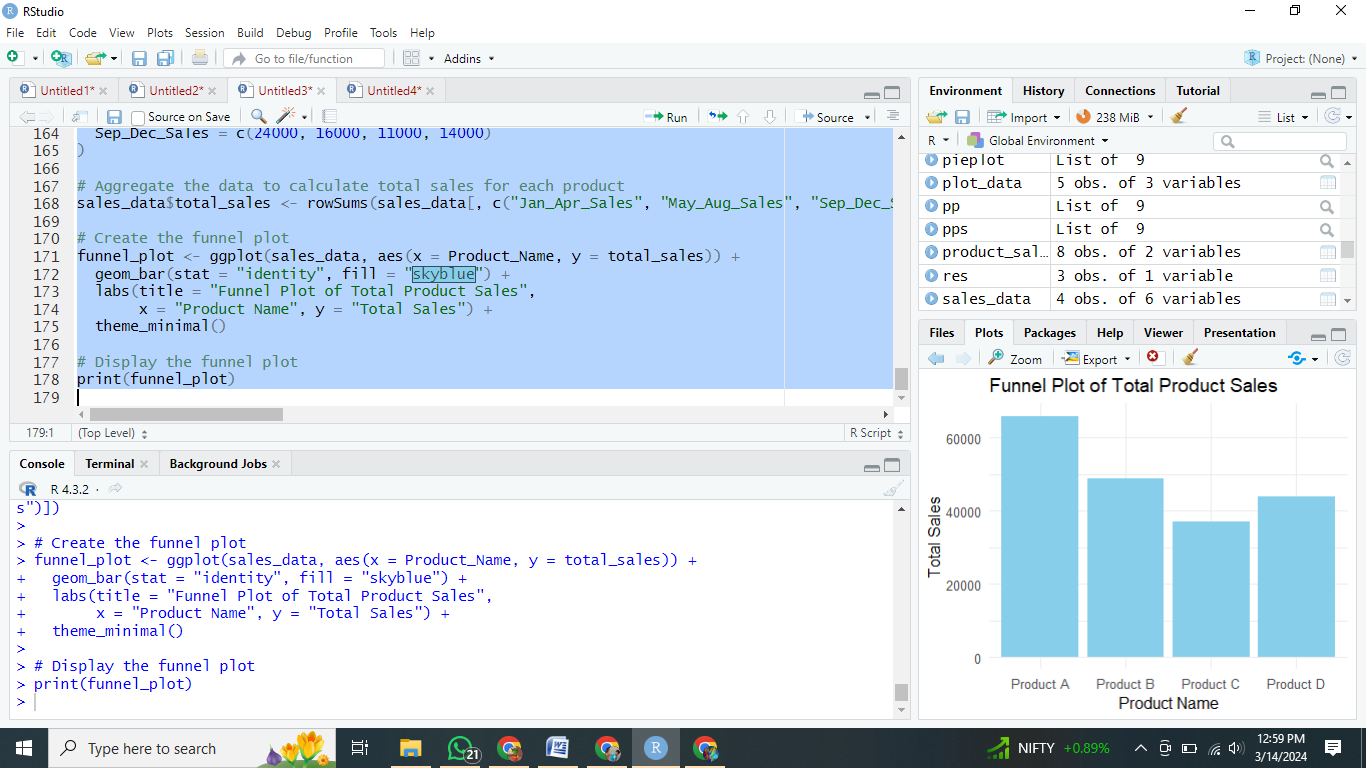 RStudio
File Edit Code View Plots Session Build Debug Profile Tools Help
Go to file/function Addins Project: (None)
Untitled1* Untitled2* Untitled3* Untitled4*
Source on Save Run Source
164 Sep_Dec_Sales = c(24000, 16000, 11000, 14000)
165 )
166
167 # Aggregate the data to calculate total sales for each product
168 sales_data$total_sales <- rowSums(sales_data[, c("Jan_Apr_Sales", "May_Aug_Sales", "Sep_Dec_S
169
170 # Create the funnel plot
171 funnel_plot <- ggplot(sales_data, aes(x = Product_Name, y = total_sales)) +
172 geom_bar(stat = "identity", fill = "skyblue") +
173 labs(title = "Funnel Plot of Total Product Sales",
174 x = "Product Name", y = "Total Sales") +
175 theme_minimal()
176
177 # Display the funnel plot
178 print(funnel_plot)
179
179:1 (Top Level) R Script
Console Terminal Background Jobs
R 4.3.2 ·
s")])
>
> # Create the funnel plot
> funnel_plot <- ggplot(sales_data, aes(x = Product_Name, y = total_sales)) +
+ geom_bar(stat = "identity", fill = "skyblue") +
+ labs(title = "Funnel Plot of Total Product Sales",
+ x = "Product Name", y = "Total Sales") +
+ theme_minimal()
>
> # Display the funnel plot
> print(funnel_plot)
>
Environment History Connections Tutorial
Import 238 MiB List
R Global Environment
pieplot List of 9
plot_data 5 obs. of 3 variables
pp List of 9
pps List of 9
product_sal... 8 obs. of 2 variables
res 3 obs. of 1 variable
sales_data 4 obs. of 6 variables
Files Plots Packages Help Viewer Presentation
Zoom Export
Funnel Plot of Total Product Sales
60000
40000
20000
0
Total Sales
Product A Product B Product C Product D
Product Name
Type here to search
21
NIFTY +0.89%
12:59 PM
3/14/2024